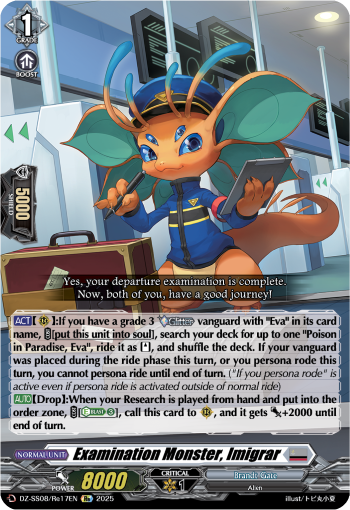 1
GRADE
BOOST
5000
SHIELD
Yes, your departure examination is complete.
Now, both of you, have a good journey!
ACT【 】:If you have a grade 3 vanguard with "Eva" in its card
name, [put this unit into soul], search your deck for up to one "Poison
in Paradise, Eva", ride it as [ ], and shuffle the deck. If your vanguard
was placed during the ride phase this turn, or you persona rode this
turn, you cannot persona ride until end of turn. ("If you persona rode" is
active even if persona ride is activated outside of normal ride)
AUTO[Drop]:When your Research is played from hand and put into the
order zone, [ ], call this card to , and it gets +2000 until
end of turn.
(NORMAL UNIT)
Examination Monster, Imigrar
POWER 8000
CRITICAL
1
Brandt Gate
Alien
DZ-SS08/Re17EN 2025
illust/トビ丸小夏